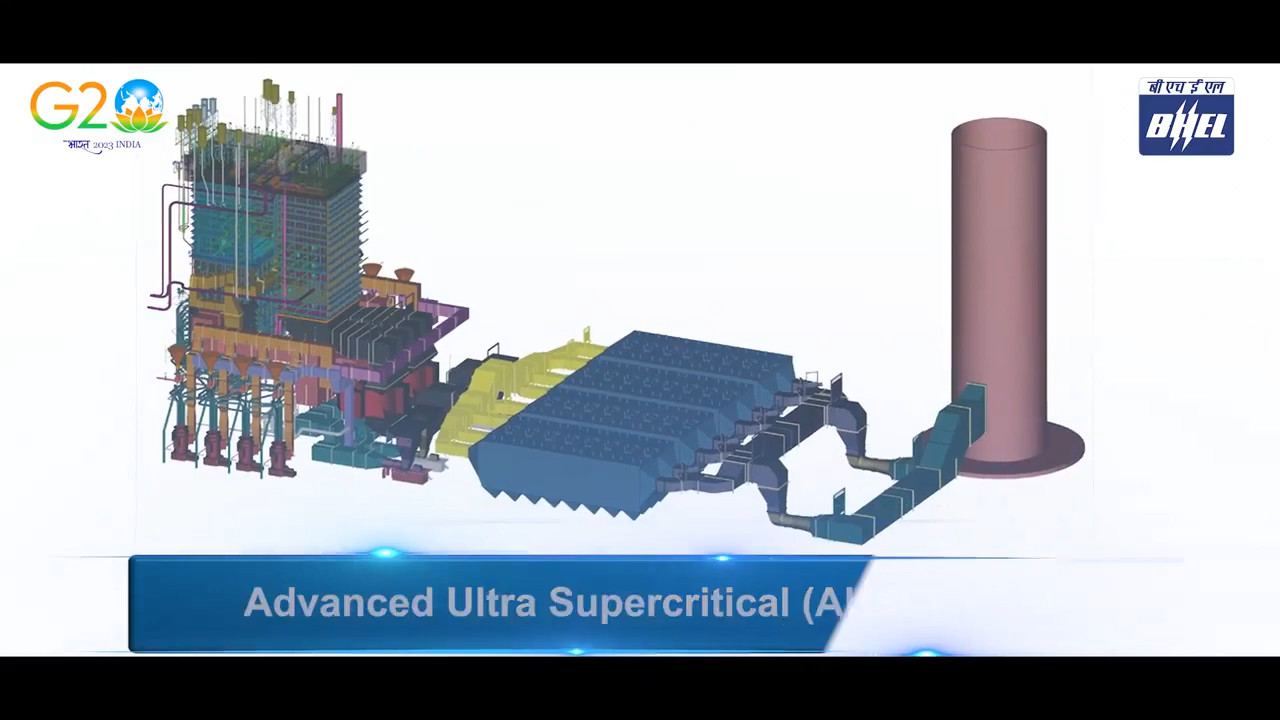 G20
भारत 2023 INDIA
बी एच ई एल
BHEL
Advanced Ultra Supercritical (A